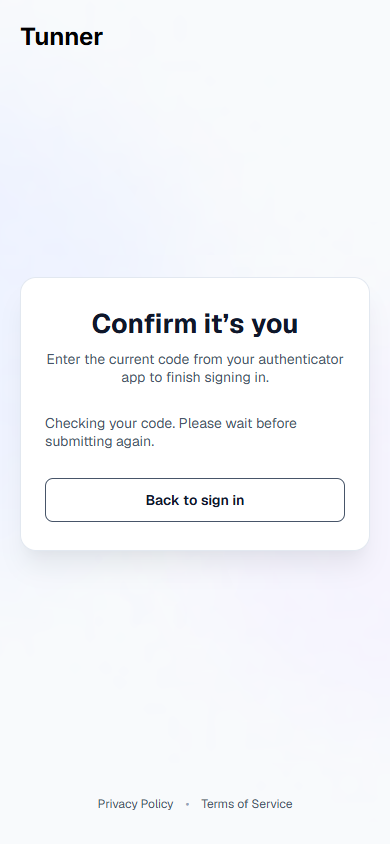 Tunner
Confirm it’s you
Enter the current code from your authenticator
app to finish signing in.
Checking your code. Please wait before
submitting again.
Back to sign in
Privacy Policy • Terms of Service